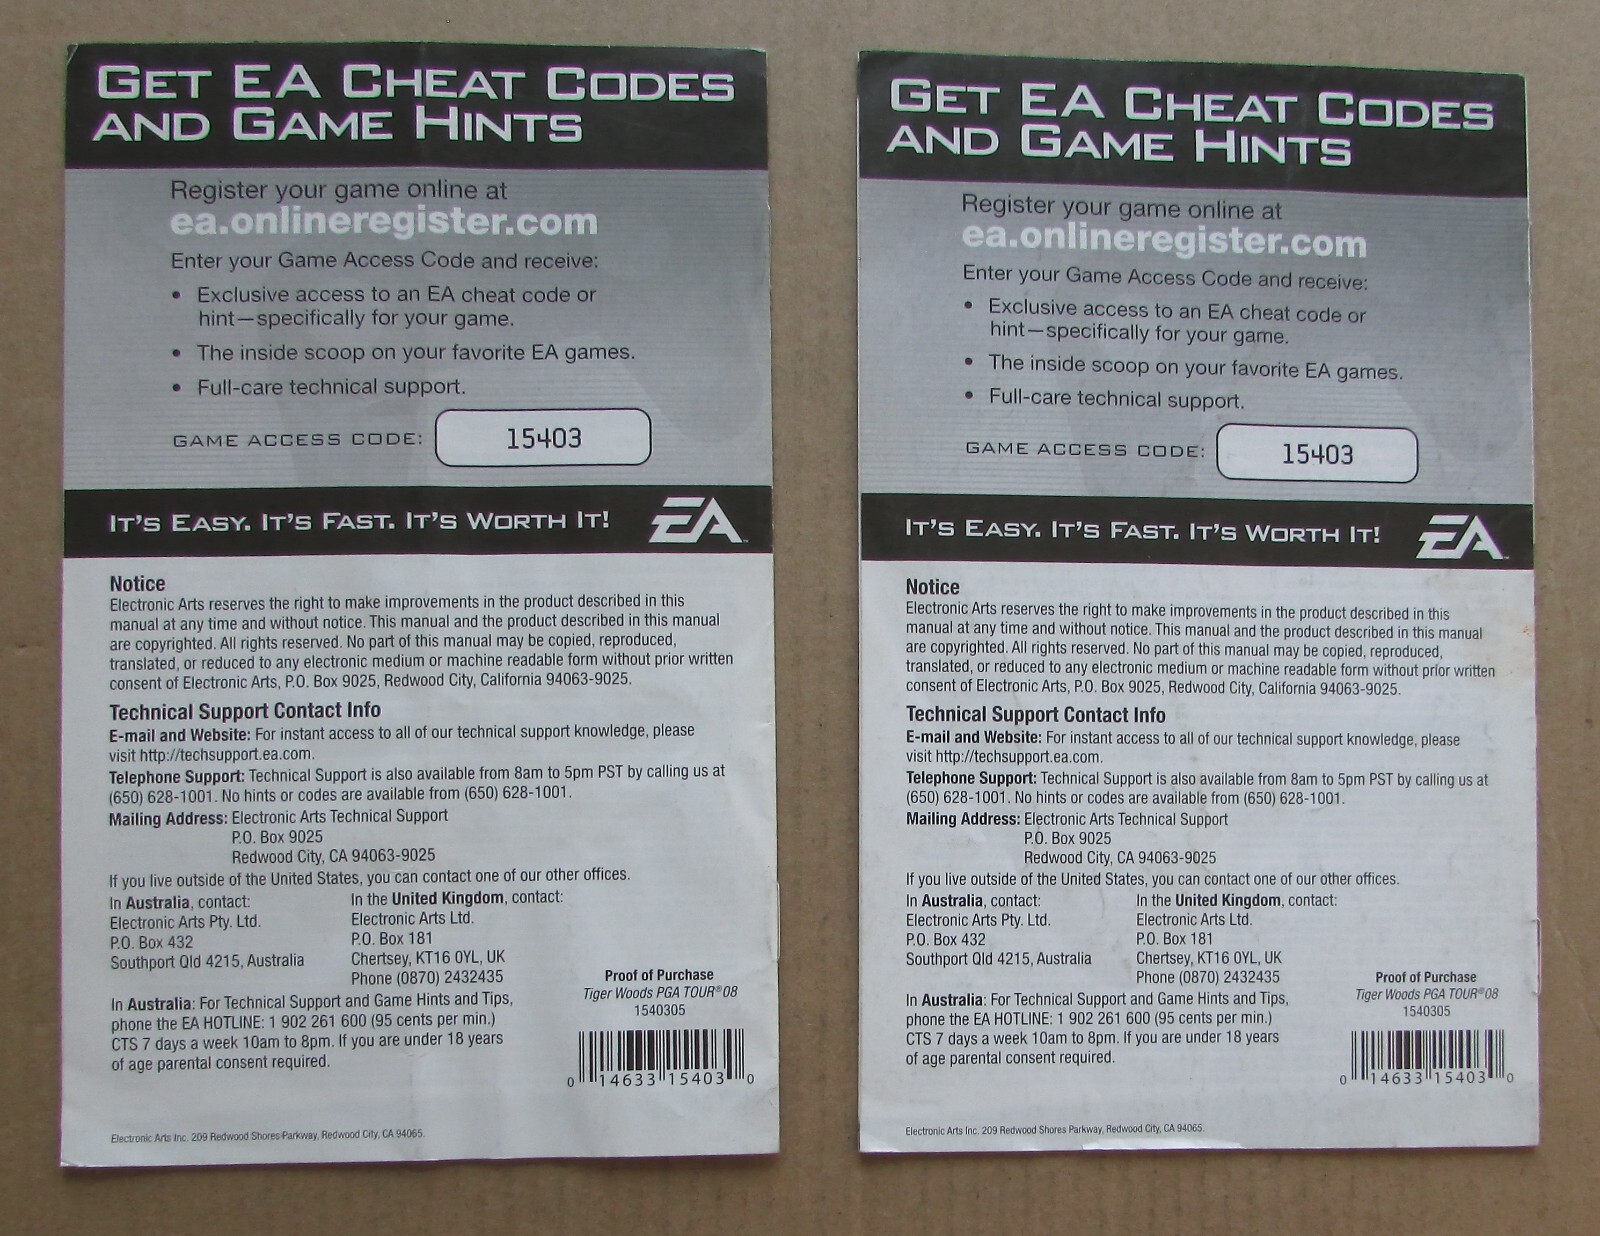 GET EA CHEAT CODES
AND GAME HINTS
Register your game online at
ea.onlineregister.com
Enter your Game Access Code and receive:
• Exclusive access to an EA cheat code or
hint—specifically for your game.
• The inside scoop on your favorite EA games.
• Full-care technical support.
GAME ACCESS CODE: 15403
IT'S EASY. IT'S FAST. IT'S WORTH IT! EA™
Notice
Electronic Arts reserves the right to make improvements in the product described in this
manual at any time and without notice. This manual and the product described in this manual
are copyrighted. All rights reserved. No part of this manual may be copied, reproduced,
translated, or reduced to any electronic medium or machine readable form without prior written
consent of Electronic Arts, P.O. Box 9025, Redwood City, California 94063-9025.
Technical Support Contact Info
E-mail and Website: For instant access to all of our technical support knowledge, please
visit http://techsupport.ea.com.
Telephone Support: Technical Support is also available from 8am to 5pm PST by calling us at
(650) 628-1001. No hints or codes are available from (650) 628-1001.
Mailing Address: Electronic Arts Technical Support
P.O. Box 9025
Redwood City, CA 94063-9025
If you live outside of the United States, you can contact one of our other offices.
In Australia, contact:
Electronic Arts Pty. Ltd.
P.O. Box 432
Southport Qld 4215, Australia
In the United Kingdom, contact:
Electronic Arts Ltd.
P.O. Box 181
Chertsey, KT16 0YL, UK
Phone (0870) 2432435
In Australia: For Technical Support and Game Hints and Tips,
phone the EA HOTLINE: 1 902 261 600 (95 cents per min.)
CTS 7 days a week 10am to 8pm. If you are under 18 years
of age parental consent required.
Proof of Purchase
Tiger Woods PGA TOUR® 08
1540305
0 14633 15403 0
Electronic Arts Inc. 209 Redwood Shores Parkway, Redwood City, CA 94065.
GET EA CHEAT CODES
AND GAME HINTS
Register your game online at
ea.onlineregister.com
Enter your Game Access Code and receive:
• Exclusive access to an EA cheat code or
hint—specifically for your game.
• The inside scoop on your favorite EA games.
• Full-care technical support.
GAME ACCESS CODE: 15403
IT'S EASY. IT'S FAST. IT'S WORTH IT! EA™
Notice
Electronic Arts reserves the right to make improvements in the product described in this
manual at any time and without notice. This manual and the product described in this manual
are copyrighted. All rights reserved. No part of this manual may be copied, reproduced,
translated, or reduced to any electronic medium or machine readable form without prior written
consent of Electronic Arts, P.O. Box 9025, Redwood City, California 94063-9025.
Technical Support Contact Info
E-mail and Website: For instant access to all of our technical support knowledge, please
visit http://techsupport.ea.com.
Telephone Support: Technical Support is also available from 8am to 5pm PST by calling us at
(650) 628-1001. No hints or codes are available from (650) 628-1001.
Mailing Address: Electronic Arts Technical Support
P.O. Box 9025
Redwood City, CA 94063-9025
If you live outside of the United States, you can contact one of our other offices.
In Australia, contact:
Electronic Arts Pty. Ltd.
P.O. Box 432
Southport Qld 4215, Australia
In the United Kingdom, contact:
Electronic Arts Ltd.
P.O. Box 181
Chertsey, KT16 0YL, UK
Phone (0870) 2432435
In Australia: For Technical Support and Game Hints and Tips,
phone the EA HOTLINE: 1 902 261 600 (95 cents per min.)
CTS 7 days a week 10am to 8pm. If you are under 18 years
of age parental consent required.
Proof of Purchase
Tiger Woods PGA TOUR® 08
1540305
0 14633 15403 0
Electronic Arts Inc. 209 Redwood Shores Parkway, Redwood City, CA 94065.